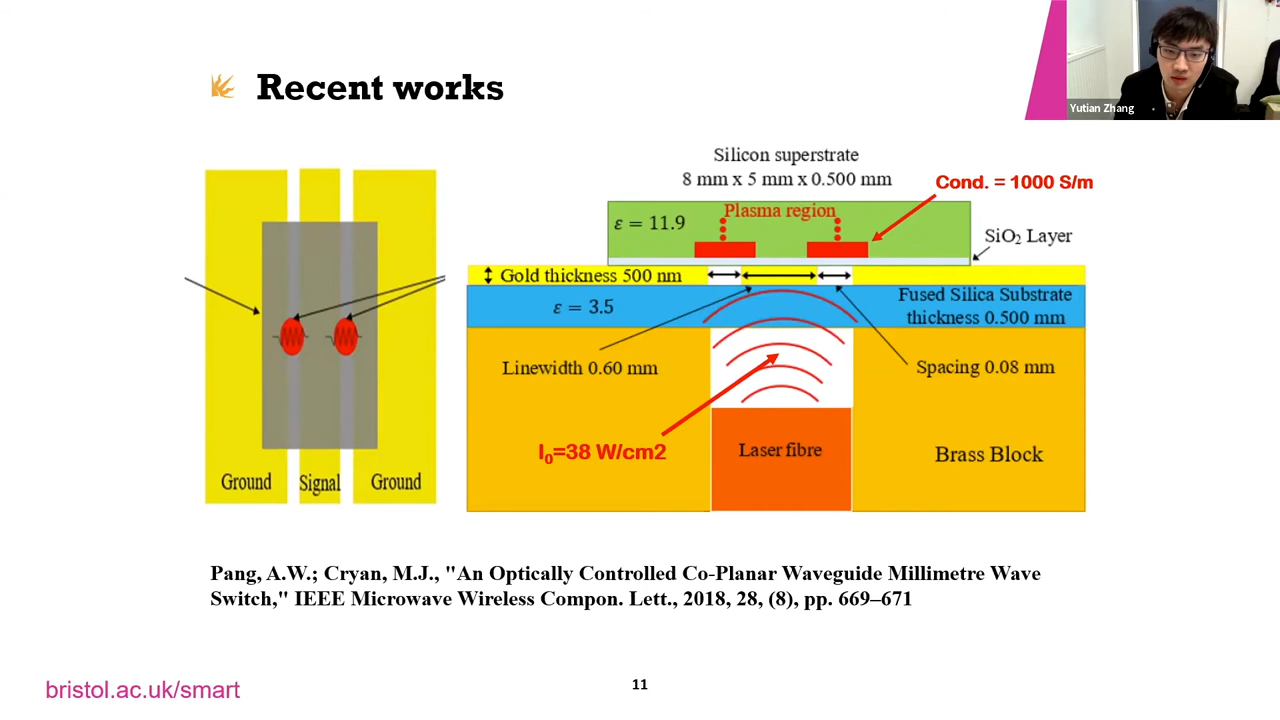 Recent works
Yutian Zhang
Ground
Signal
Ground
Silicon superstrate
8 mm x 5 mm x 0.500 mm
Cond. = 1000 S/m
ε = 11.9
Plasma region
SiO₂ Layer
Gold thickness 500 nm
ε = 3.5
Fused Silica Substrate
thickness 0.500 mm
Linewidth 0.60 mm
Spacing 0.08 mm
I₀=38 W/cm2
Laser fibre
Brass Block
Pang, A.W.; Cryan, M.J., "An Optically Controlled Co-Planar Waveguide Millimetre Wave
Switch," IEEE Microwave Wireless Compon. Lett., 2018, 28, (8), pp. 669–671
bristol.ac.uk/smart
11